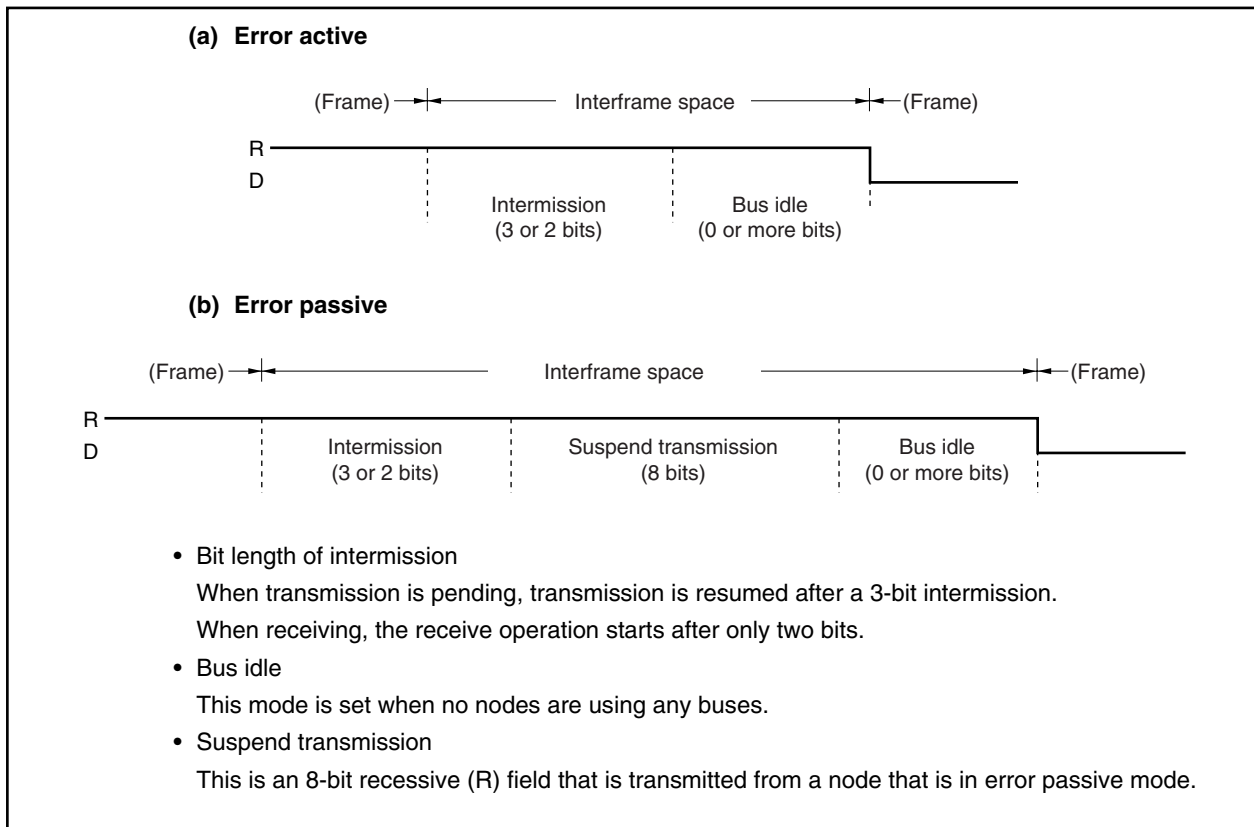 (a) Error active
(Frame) Interframe space (Frame)
R
D
Intermission Bus idle
(3 or 2 bits) (0 or more bits)
(b) Error passive
(Frame) Interframe space (Frame)
R
D
Intermission Suspend transmission Bus idle
(3 or 2 bits) (8 bits) (0 or more bits)
• Bit length of intermission
When transmission is pending, transmission is resumed after a 3-bit intermission.
When receiving, the receive operation starts after only two bits.
• Bus idle
This mode is set when no nodes are using any buses.
• Suspend transmission
This is an 8-bit recessive (R) field that is transmitted from a node that is in error passive mode.